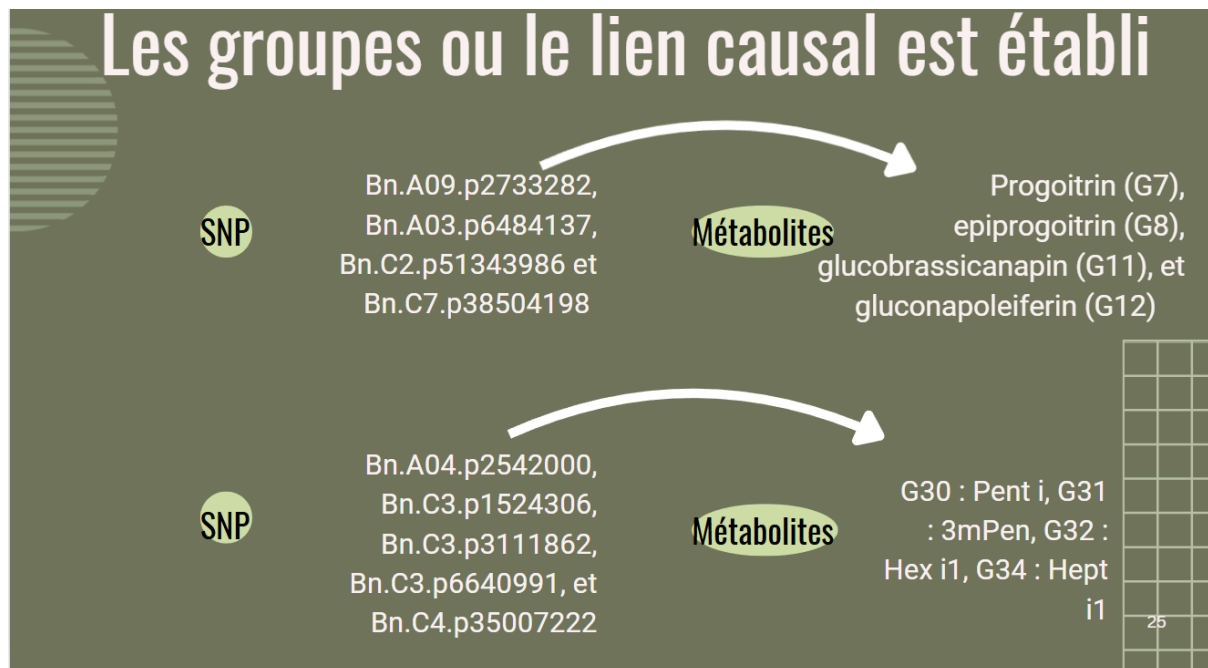 Les groupes ou le lien causal est établi
SNP
Bn.A09.p2733282,
Bn.A03.p6484137,
Bn.C2.p51343986 et
Bn.C7.p38504198
Métabolites
Progoitrin (G7),
epiprogoitrin (G8),
glucobrassicanapin (G11), et
gluconapoleiferin (G12)
SNP
Bn.A04.p2542000,
Bn.C3.p1524306,
Bn.C3.p3111862,
Bn.C3.p6640991, et
Bn.C4.p35007222
Métabolites
G30 : Pent i, G31
: 3mPen, G32 :
Hex i1, G34 : Hept
i1
25